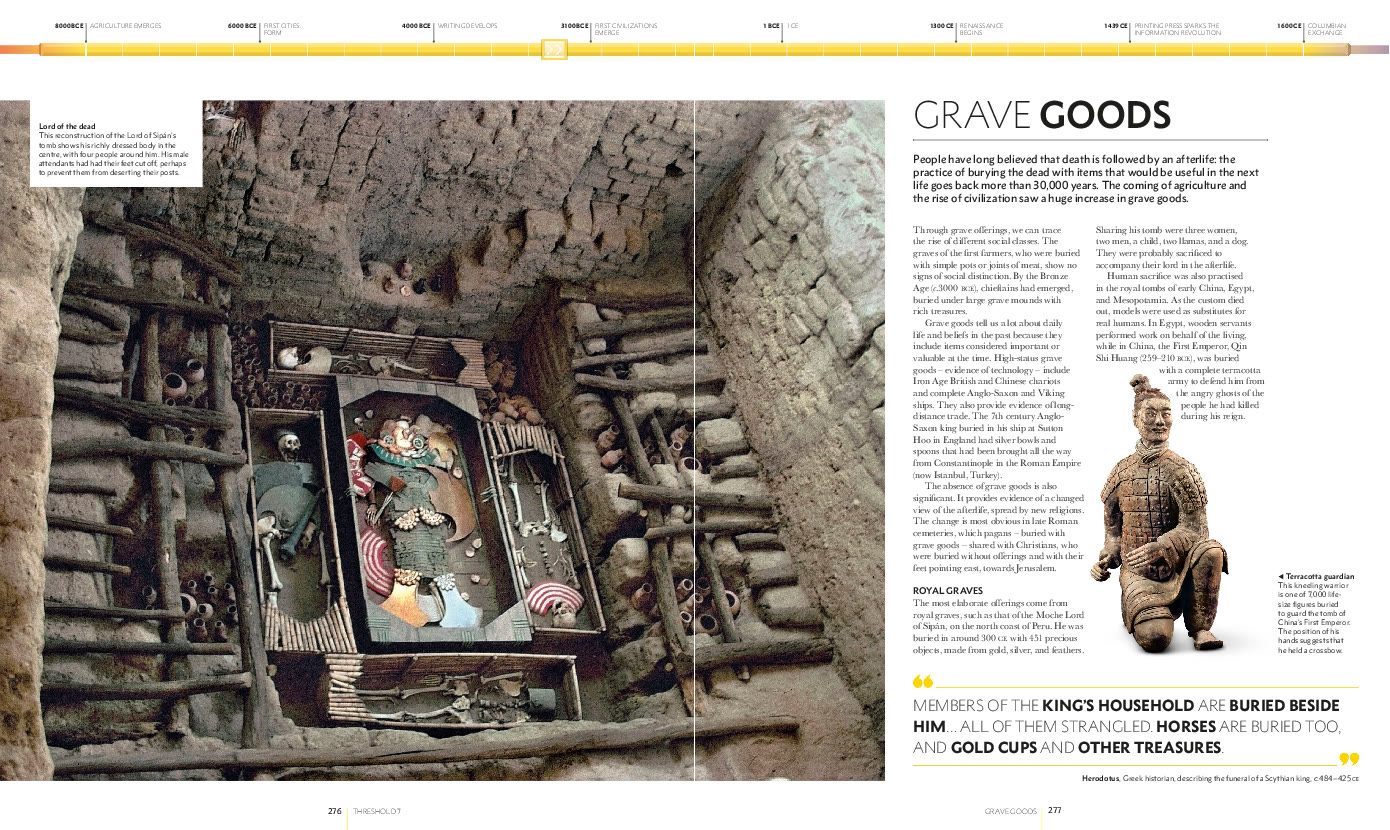 8000 BCE AGRICULTURE EMERGES
6000 BCE FIRST CITIES
FORM
4000 BCE WRITING DEVELOPS
3100 BCE FIRST CIVILIZATIONS
EMERGE
1 BCE 1 CE
1300 CE RENAISSANCE
BEGINS
1439 CE PRINTING PRESS SPARKS THE
INFORMATION REVOLUTION
1600 CE COLUMBIAN
EXCHANGE
Lord of the dead
This reconstruction of the Lord of Sipán's
tomb shows his richly dressed body in the
centre, with four people around him. His male
attendants had had their feet cut off, perhaps
to prevent them from deserting their posts.
GRAVE GOODS
People have long believed that death is followed by an afterlife: the
practice of burying the dead with items that would be useful in the next
life goes back more than 30,000 years. The coming of agriculture and
the rise of civilization saw a huge increase in grave goods.
Through grave offerings, we can trace
the rise of different social classes. The
graves of the first farmers, who were buried
with simple pots or joints of meat, show no
signs of social distinction. By the Bronze
Age (c.3000 BCE), chieftains had emerged,
buried under large grave mounds with
rich treasures.
Grave goods tell us a lot about daily
life and beliefs in the past because they
include items considered important or
valuable at the time. High-status grave
goods – evidence of technology – include
Iron Age British and Chinese chariots
and complete Anglo-Saxon and Viking
ships. They also provide evidence of long-
distance trade. The 7th century Anglo-
Saxon king buried in his ship at Sutton
Hoo in England had silver bowls and
spoons that had been brought all the way
from Constantinople in the Roman Empire
(now Istanbul, Turkey).
The absence of grave goods is also
significant. It provides evidence of a changed
view of the afterlife, spread by new religions.
The change is most obvious in late Roman
cemeteries, which pagans – buried with
grave goods – shared with Christians, who
were buried without offerings and with their
feet pointing east, towards Jerusalem.
ROYAL GRAVES
The most elaborate offerings come from
royal graves, such as that of the Moche Lord
of Sipán, on the north coast of Peru. He was
buried in around 300 CE with 451 precious
objects, made from gold, silver, and feathers.
Sharing his tomb were three women,
two men, a child, two llamas, and a dog.
They were probably sacrificed to
accompany their lord in the afterlife.
Human sacrifice was also practised
in the royal tombs of early China, Egypt,
and Mesopotamia. As the custom died
out, models were used as substitutes for
real humans. In Egypt, wooden servants
performed work on behalf of the living,
while in China, the First Emperor, Qin
Shi Huang (259–210 BCE), was buried
with a complete terracotta
army to defend him from
the angry ghosts of the
people he had killed
during his reign.
◀ Terracotta guardian
This kneeling warrior
is one of 7,000 life-
size figures buried
to guard the tomb of
China's First Emperor.
The position of his
hands suggests that
he held a crossbow.
“
MEMBERS OF THE KING'S HOUSEHOLD ARE BURIED BESIDE
HIM... ALL OF THEM STRANGLED. HORSES ARE BURIED TOO,
AND GOLD CUPS AND OTHER TREASURES.
”
Herodotus, Greek historian, describing the funeral of a Scythian king, c.484–425 CE
276 THRESHOLD 7
GRAVE GOODS 277